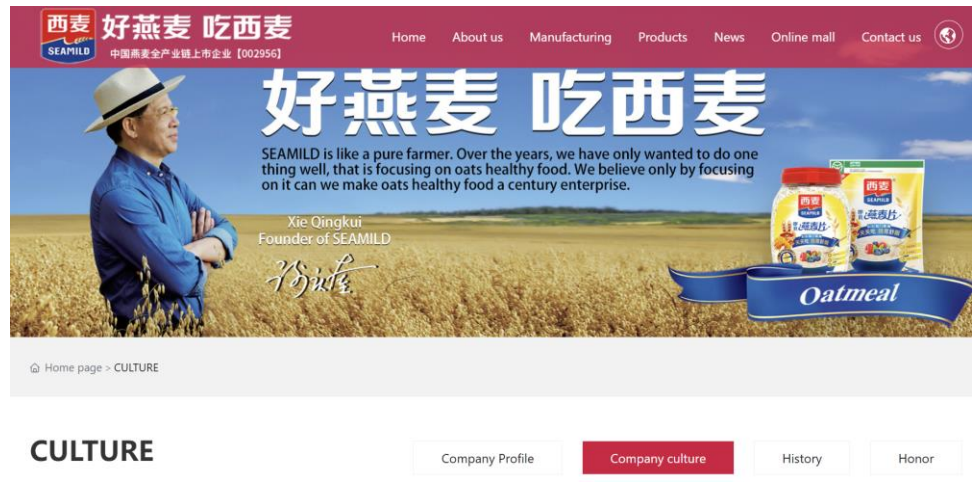 西麦
SEAMILD
好燕麦 吃西麦
中国燕麦全产业链上市企业【002956】
Home
About us
Manufacturing
Products
News
Online mall
Contact us
好燕麦 吃西麦
SEAMILD is like a pure farmer. Over the years, we have only wanted to do one
thing well, that is focusing on oats healthy food. We believe only by focusing
on it can we make oats healthy food a century enterprise.
Xie Qingkui
Founder of SEAMILD
西麦
SEAMILD
燕麦片
西麦
SEAMILD
燕麦片
Oatmeal
Home page > CULTURE
CULTURE
Company Profile
Company culture
History
Honor